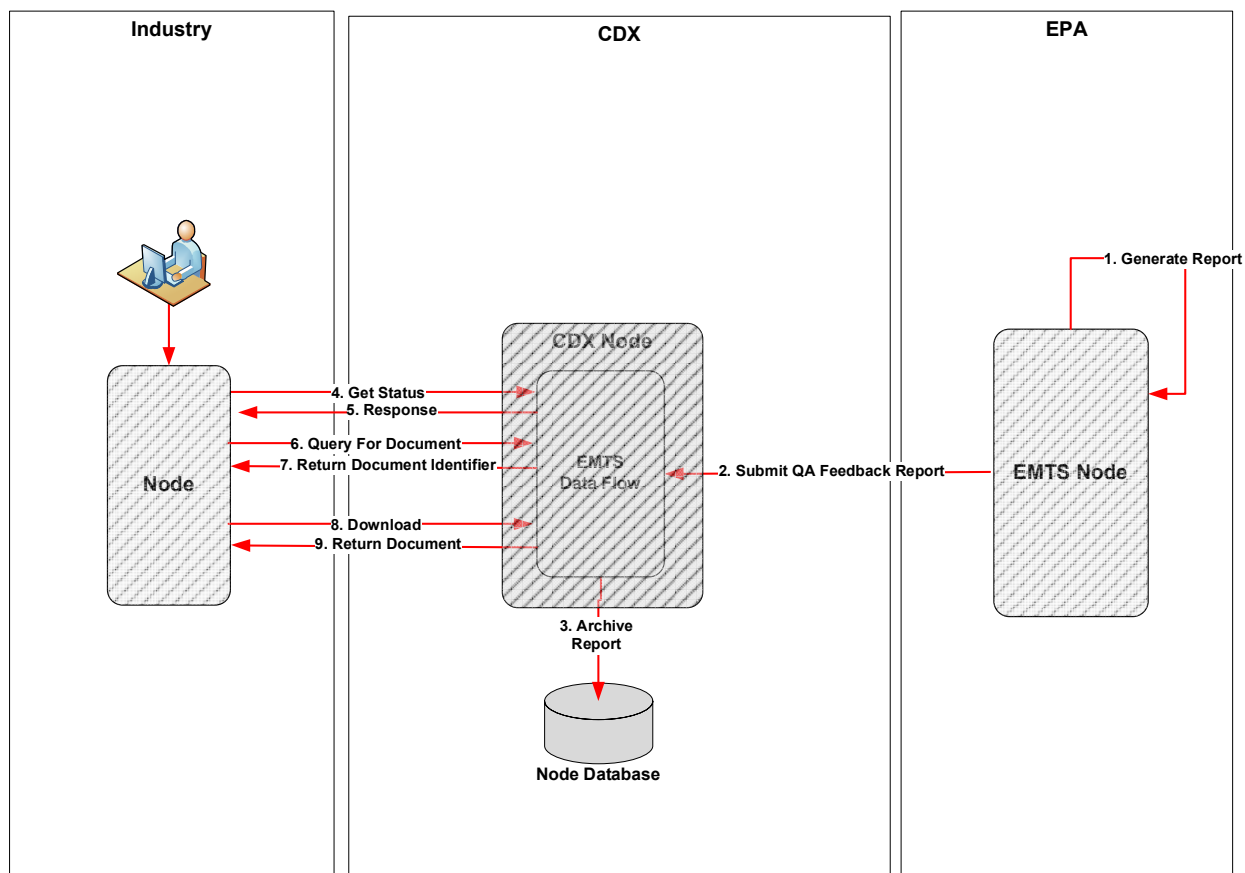 Industry
CDX
EPA
1. Generate Report
CDX Node
4. Get Status
5. Response
6. Query For Document
7. Return Document Identifier
Node
EMTS
Data Flow
2. Submit QA Feedback Report
EMTS Node
8. Download
9. Return Document
3. Archive
Report
Node Database